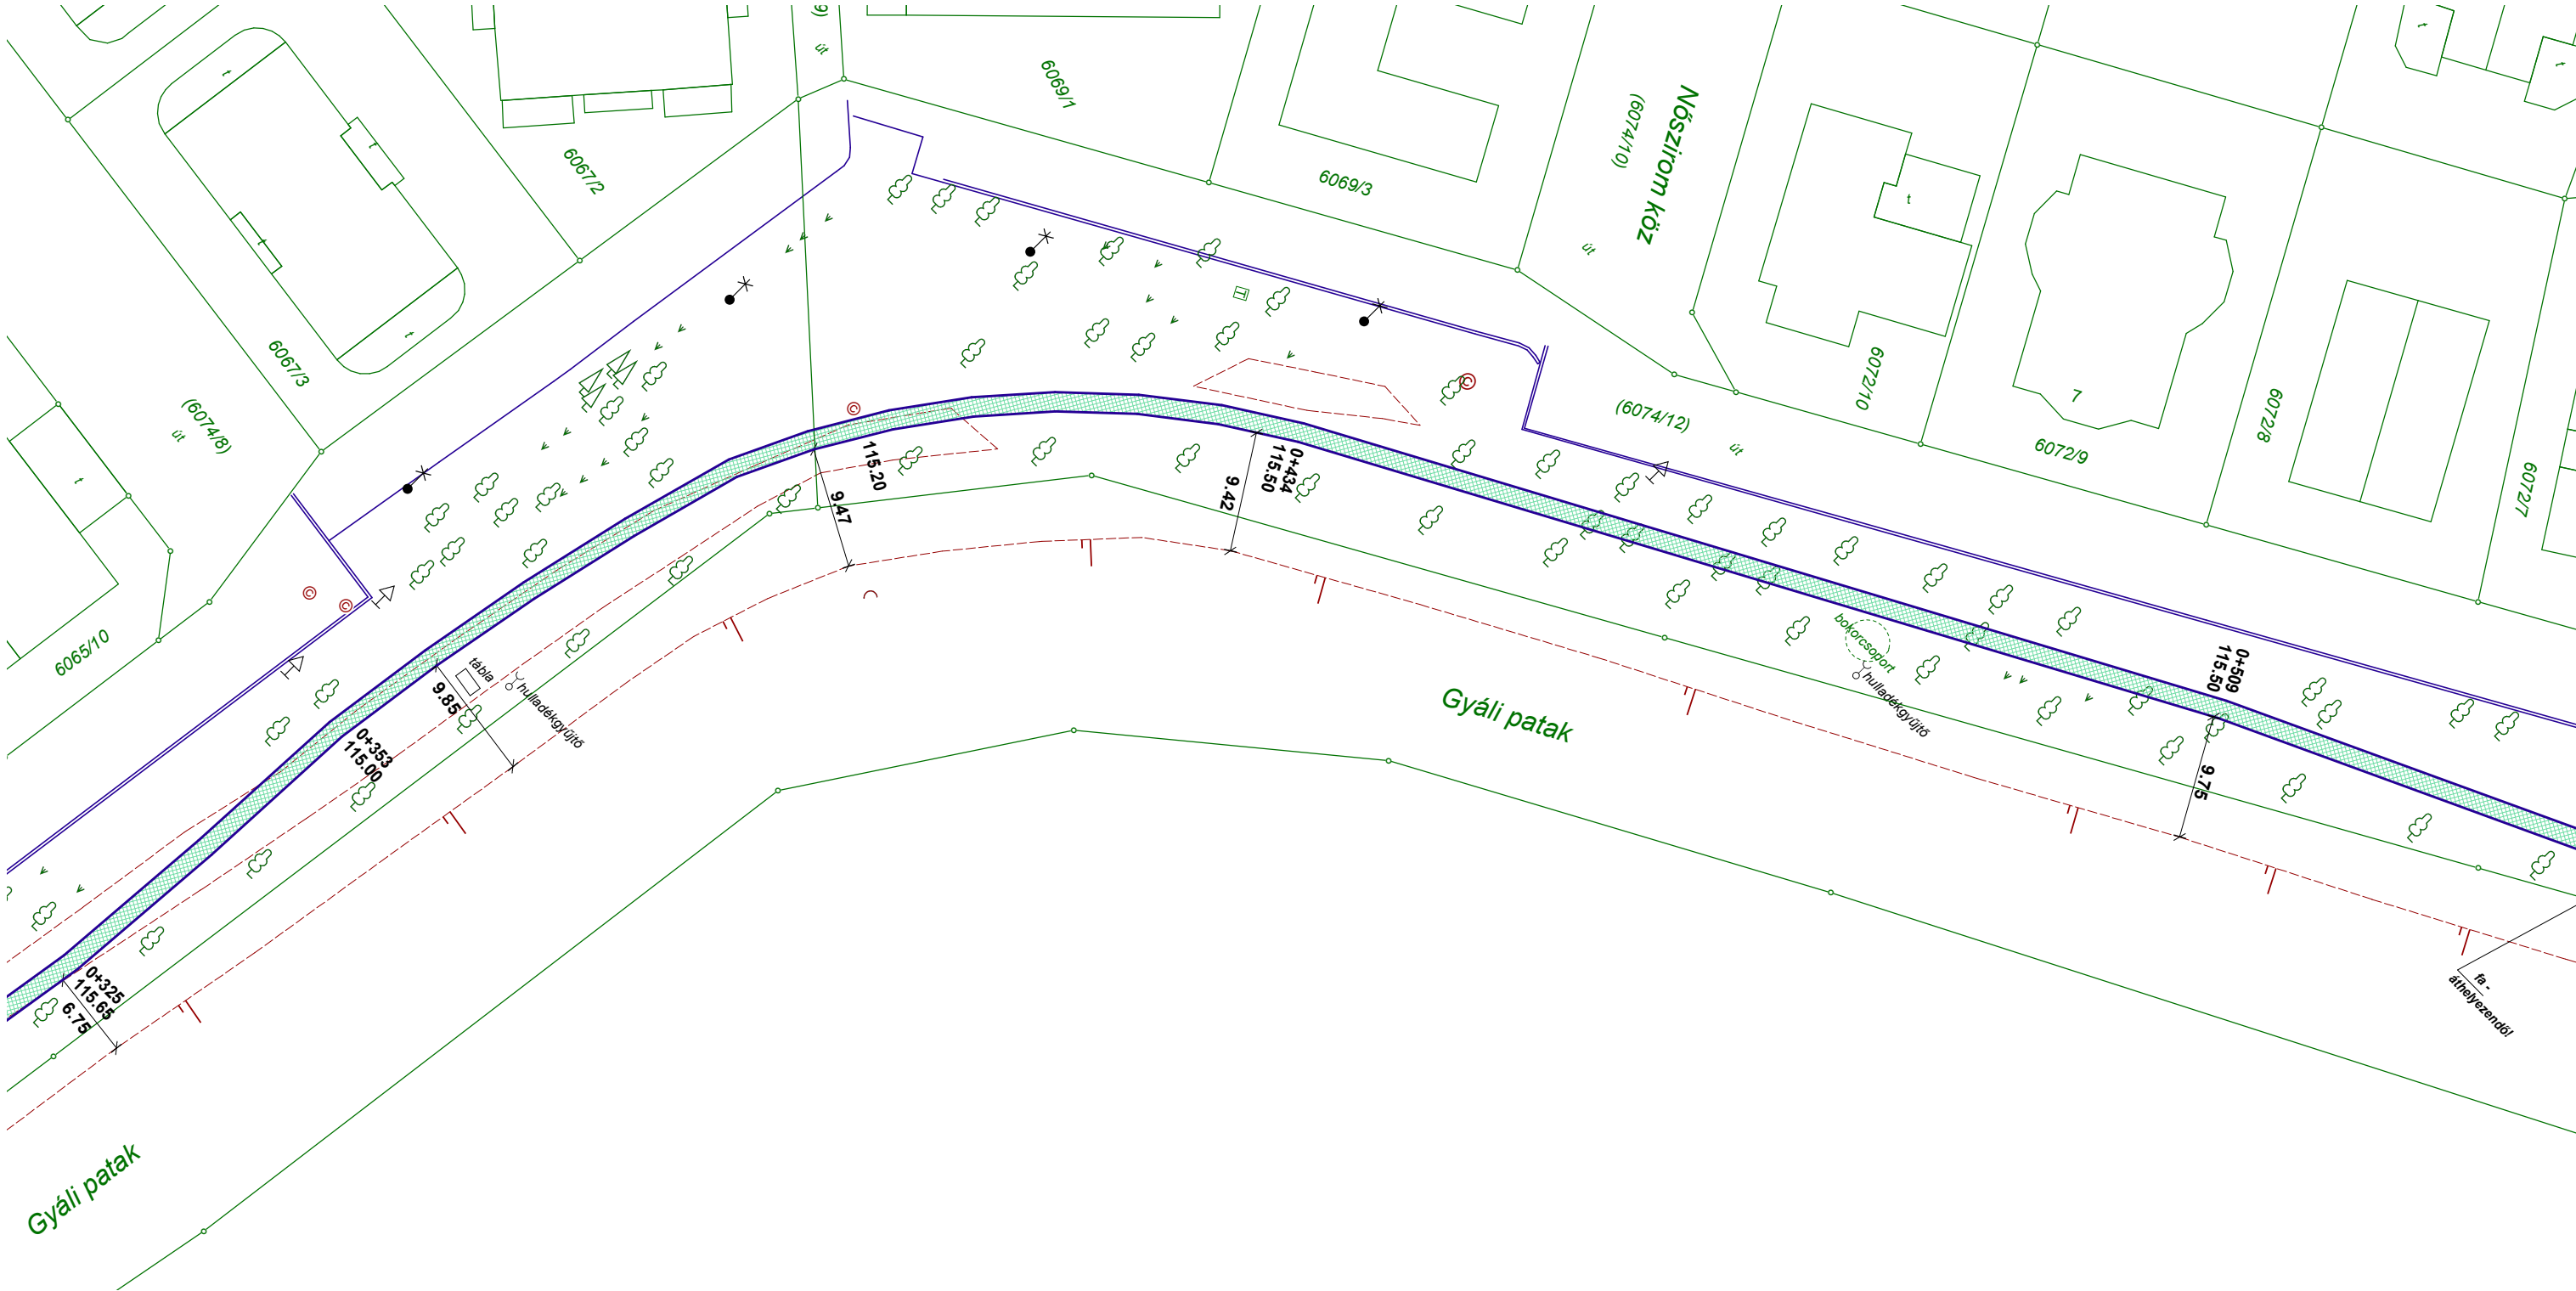 9)
út
6069/1
6067/2
6069/3
(6074/10)
Nőszirom köz
út
t
t
t
t
t
t
t
t
6067/3
(6074/8)
út
6065/10
6072/10
7
6072/8
6072/9
6072/7
(6074/12)
út
T
©
©
©
©
115.20
9.47
0+434
115.50
9.42
tábla
hulladékgyűjtő
9.85
0+353
115.00
0+325
115.65
6.75
bokorcsoport
hulladékgyűjtő
0+509
115.50
9.75
Gyáli patak
Gyáli patak
fa -
áthelyezendő!